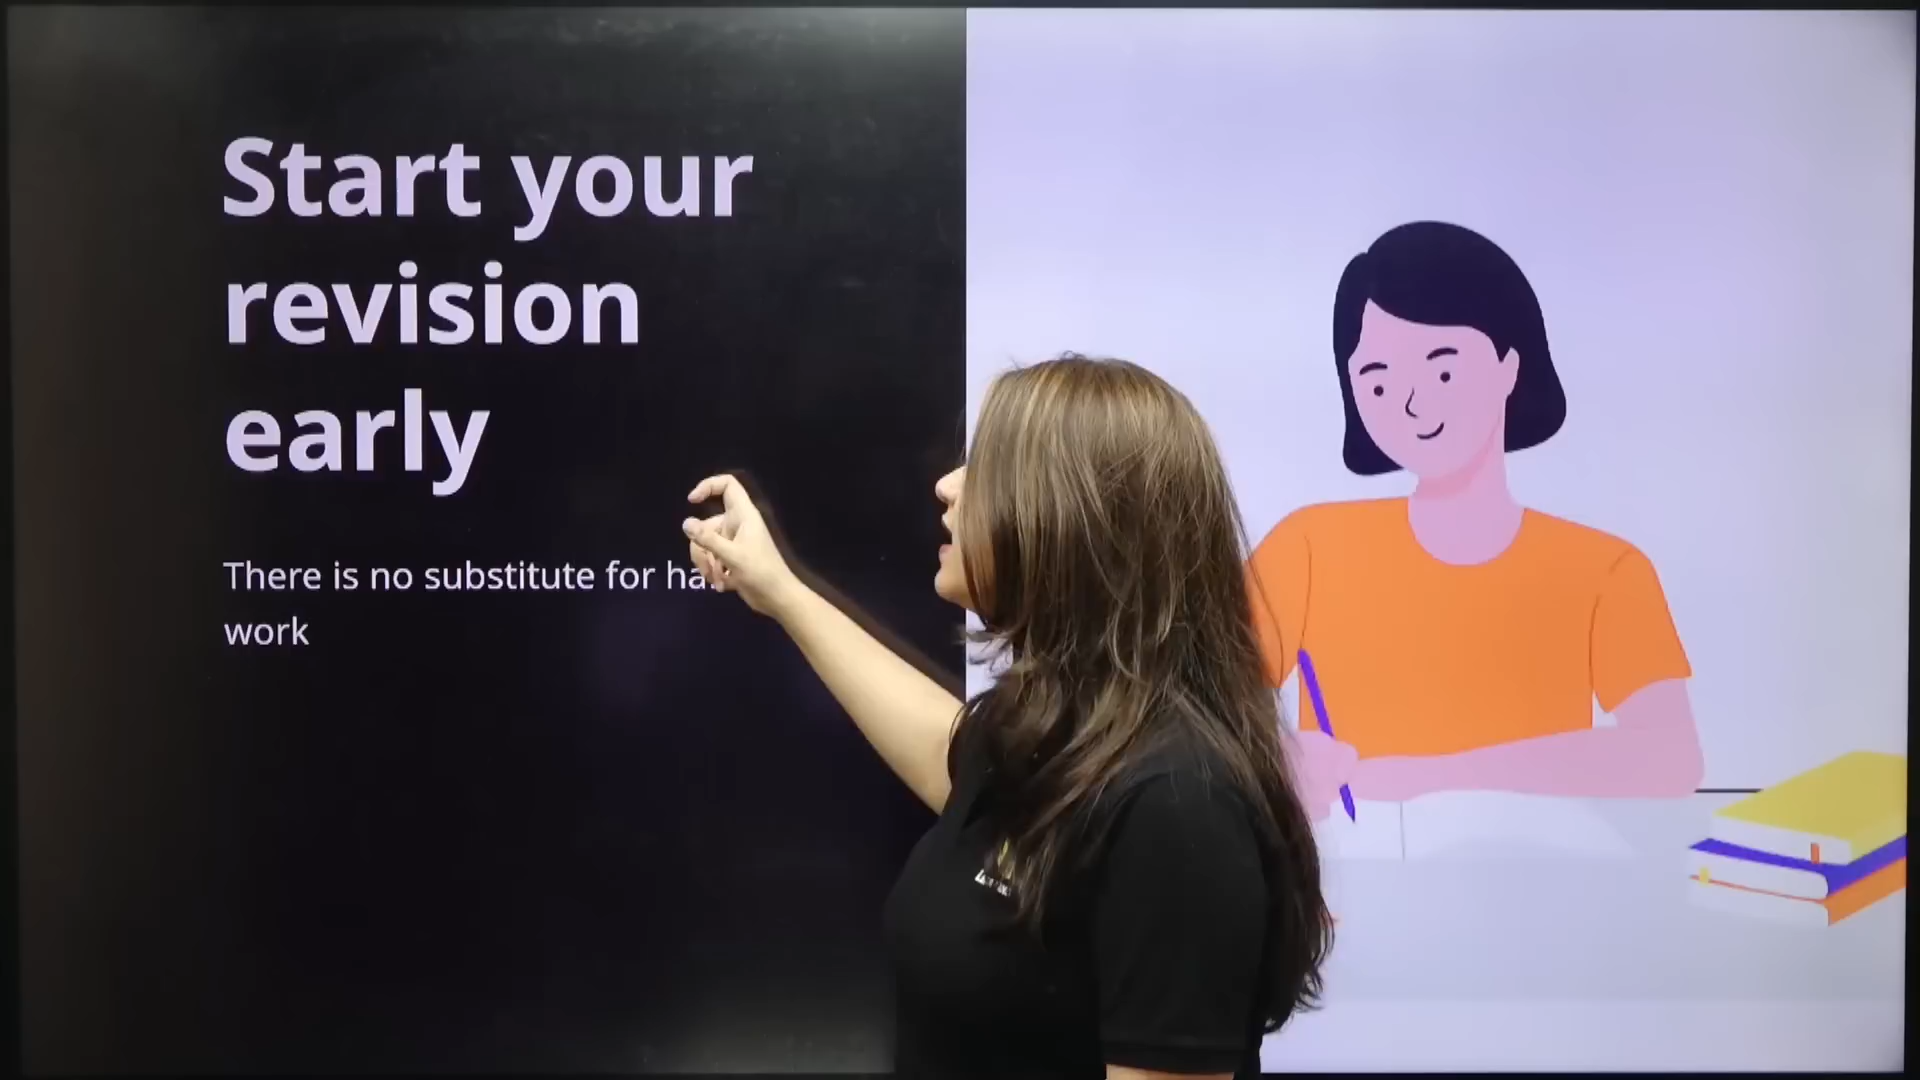 Start your
revision
early
There is no substitute for
work